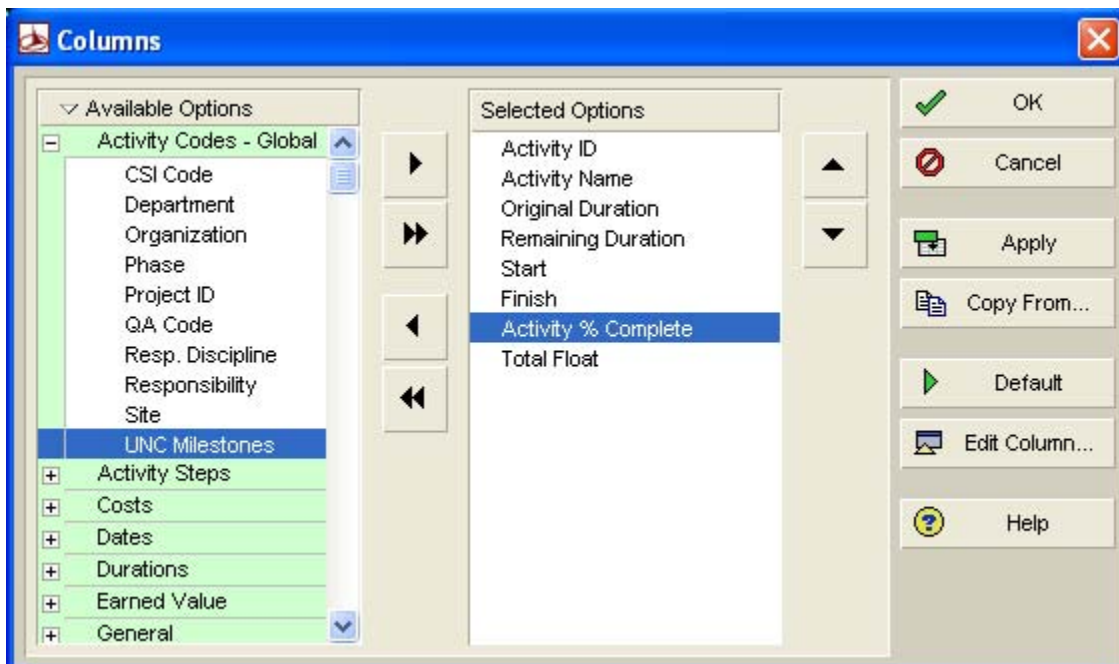 Columns
Available Options
Activity Codes - Global
CSI Code
Department
Organization
Phase
Project ID
QA Code
Resp. Discipline
Responsibility
Site
UNC Milestones
Activity Steps
Costs
Dates
Durations
Earned Value
General
Selected Options
Activity ID
Activity Name
Original Duration
Remaining Duration
Start
Finish
Activity % Complete
Total Float
OK
Cancel
Apply
Copy From...
Default
Edit Column...
Help